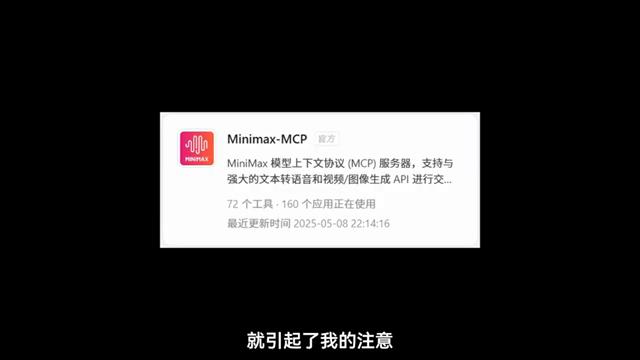 Minimax-MCP 官方
MINIMAX
MiniMax 模型上下文协议 (MCP) 服务器，支持与
强大的文本转语音和视频/图像生成 API 进行交...
72 个工具 · 160 个应用正在使用
最近更新时间 2025-05-08 22:14:16
就引起了我的注意